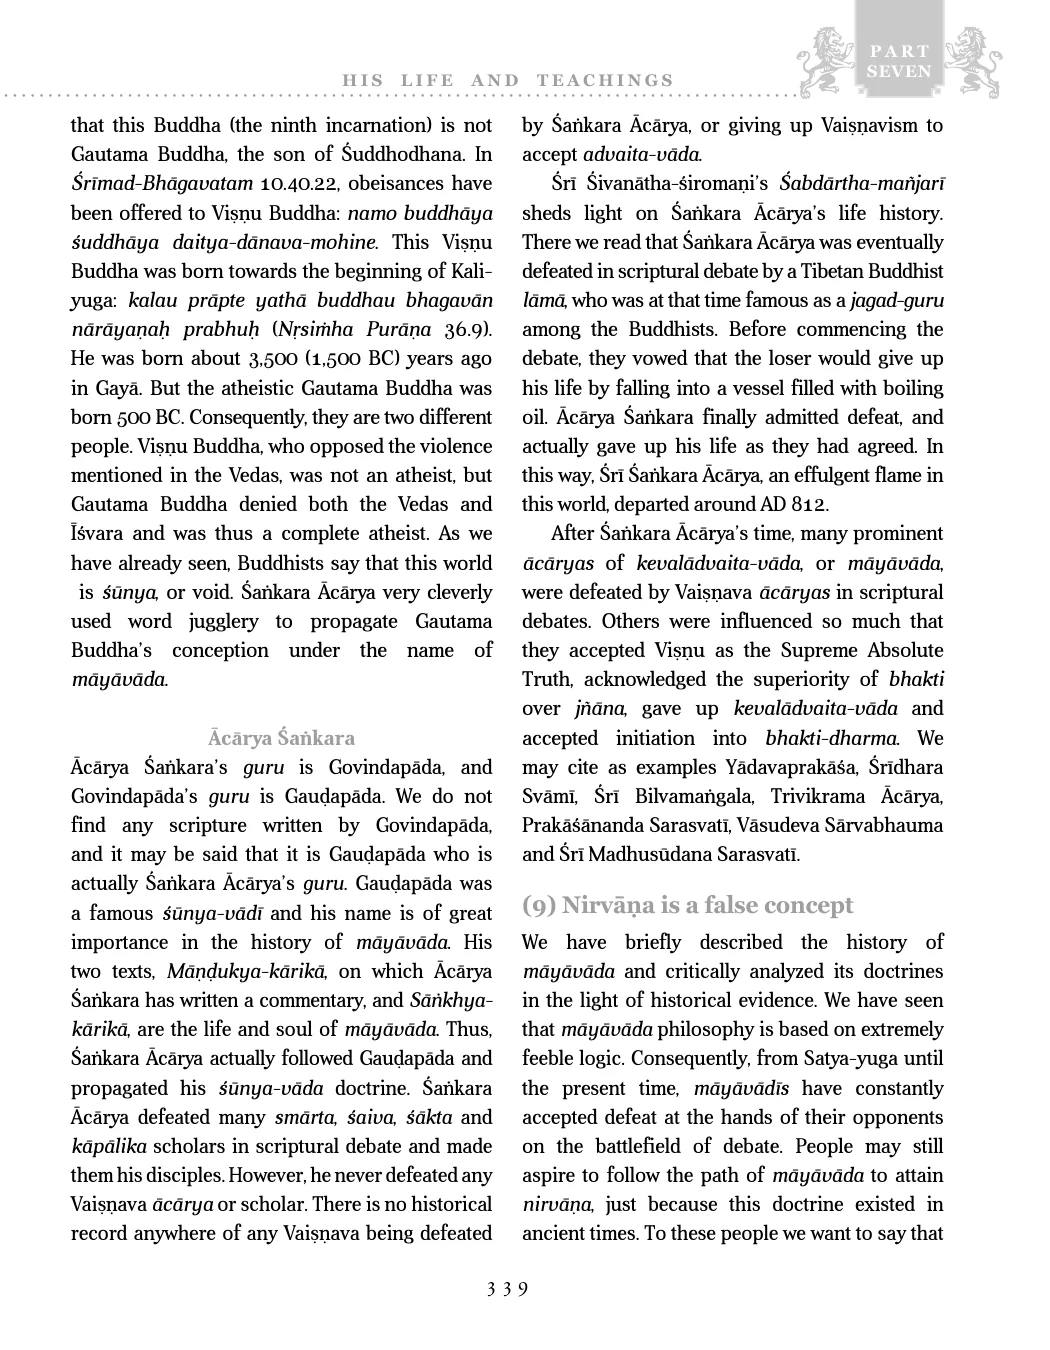 PART
SEVEN
HIS LIFE AND TEACHINGS
that this Buddha (the ninth incarnation) is not
Gautama Buddha, the son of Śuddhodhana. In
Śrīmad-Bhāgavatam 10.40.22, obeisances have
been offered to Viṣṇu Buddha: namo buddhāya
śuddhāya daitya-dānava-mohine. This Viṣṇu
Buddha was born towards the beginning of Kali-
yuga: kalau prāpte yathā buddhau bhagavān
nārāyaṇaḥ prabhuḥ (Nṛsiṁha Purāṇa 36.9).
He was born about 3,500 (1,500 BC) years ago
in Gayā. But the atheistic Gautama Buddha was
born 500 BC. Consequently, they are two different
people. Viṣṇu Buddha, who opposed the violence
mentioned in the Vedas, was not an atheist, but
Gautama Buddha denied both the Vedas and
Īśvara and was thus a complete atheist. As we
have already seen, Buddhists say that this world
is śūnya, or void. Śaṅkara Ācārya very cleverly
used word jugglery to propagate Gautama
Buddha's conception under the name of
māyāvāda.
Ācārya Śaṅkara
Ācārya Śaṅkara's guru is Govindapāda, and
Govindapāda's guru is Gauḍapāda. We do not
find any scripture written by Govindapāda,
and it may be said that it is Gauḍapāda who is
actually Śaṅkara Ācārya's guru. Gauḍapāda was
a famous śūnya-vādī and his name is of great
importance in the history of māyāvāda. His
two texts, Māṇḍukya-kārikā, on which Ācārya
Śaṅkara has written a commentary, and Sāṅkhya-
kārikā, are the life and soul of māyāvāda. Thus,
Śaṅkara Ācārya actually followed Gauḍapāda and
propagated his śūnya-vāda doctrine. Śaṅkara
Ācārya defeated many smārta, śaiva, śākta and
kāpālika scholars in scriptural debate and made
them his disciples. However, he never defeated any
Vaiṣṇava ācārya or scholar. There is no historical
record anywhere of any Vaiṣṇava being defeated
by Śaṅkara Ācārya, or giving up Vaiṣṇavism to
accept advaita-vāda.
Śrī Śivanātha-śiromaṇi's Śabdārtha-mañjarī
sheds light on Śaṅkara Ācārya's life history.
There we read that Śaṅkara Ācārya was eventually
defeated in scriptural debate by a Tibetan Buddhist
lāmā, who was at that time famous as a jagad-guru
among the Buddhists. Before commencing the
debate, they vowed that the loser would give up
his life by falling into a vessel filled with boiling
oil. Ācārya Śaṅkara finally admitted defeat, and
actually gave up his life as they had agreed. In
this way, Śrī Śaṅkara Ācārya, an effulgent flame in
this world, departed around AD 812.
After Śaṅkara Ācārya's time, many prominent
ācāryas of kevalādvaita-vāda, or māyāvāda,
were defeated by Vaiṣṇava ācāryas in scriptural
debates. Others were influenced so much that
they accepted Viṣṇu as the Supreme Absolute
Truth, acknowledged the superiority of bhakti
over jñāna, gave up kevalādvaita-vāda and
accepted initiation into bhakti-dharma. We
may cite as examples Yādavaprakāśa, Śrīdhara
Svāmī, Śrī Bilvamaṅgala, Trivikrama Ācārya,
Prakāśānanda Sarasvatī, Vāsudeva Sārvabhauma
and Śrī Madhusūdana Sarasvatī.
(9) Nirvāṇa is a false concept
We have briefly described the history of
māyāvāda and critically analyzed its doctrines
in the light of historical evidence. We have seen
that māyāvāda philosophy is based on extremely
feeble logic. Consequently, from Satya-yuga until
the present time, māyāvādīs have constantly
accepted defeat at the hands of their opponents
on the battlefield of debate. People may still
aspire to follow the path of māyāvāda to attain
nirvāṇa, just because this doctrine existed in
ancient times. To these people we want to say that
339